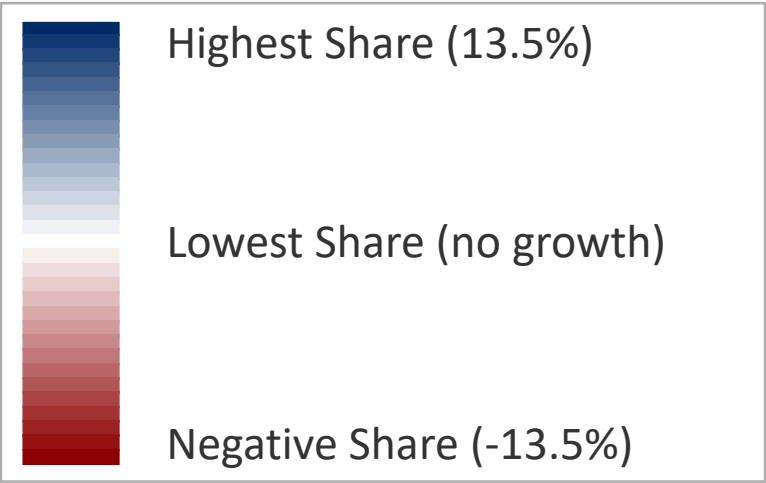 Highest Share (13.5%)
Lowest Share (no growth)
Negative Share (-13.5%)